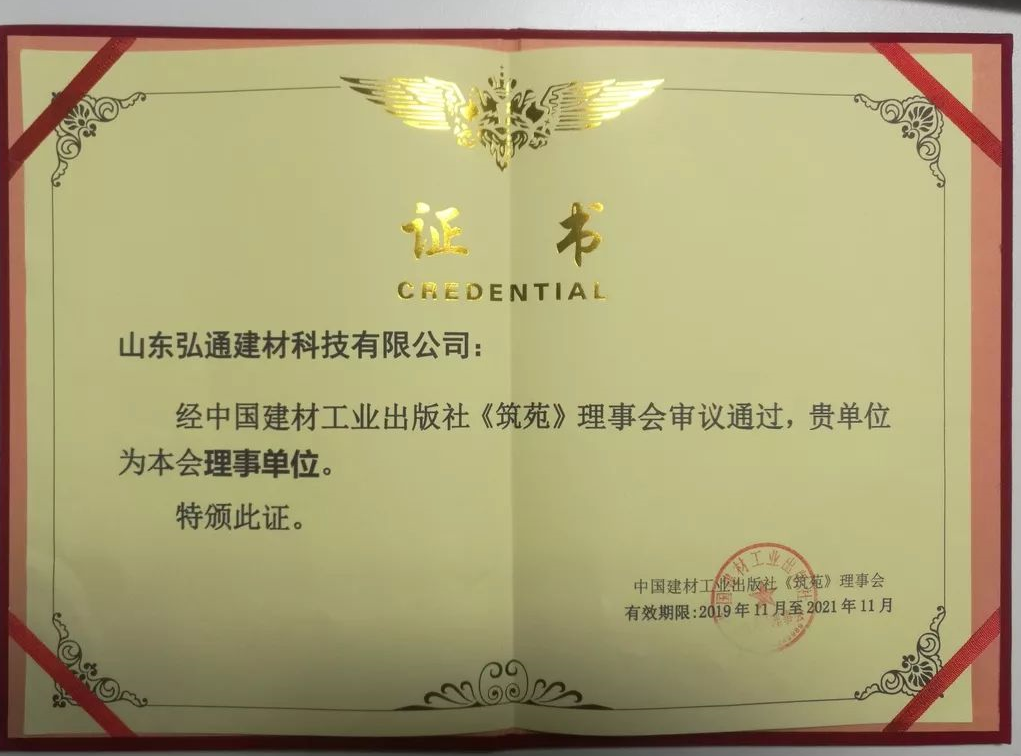 证 书
CREDENTIAL
山东弘通建材科技有限公司：
经中国建材工业出版社《筑苑》理事会审议通过，贵单位
为本会理事单位。
特颁此证。
中国建材工业出版社《筑苑》理事会
有效期限:2019年11月至2021年11月